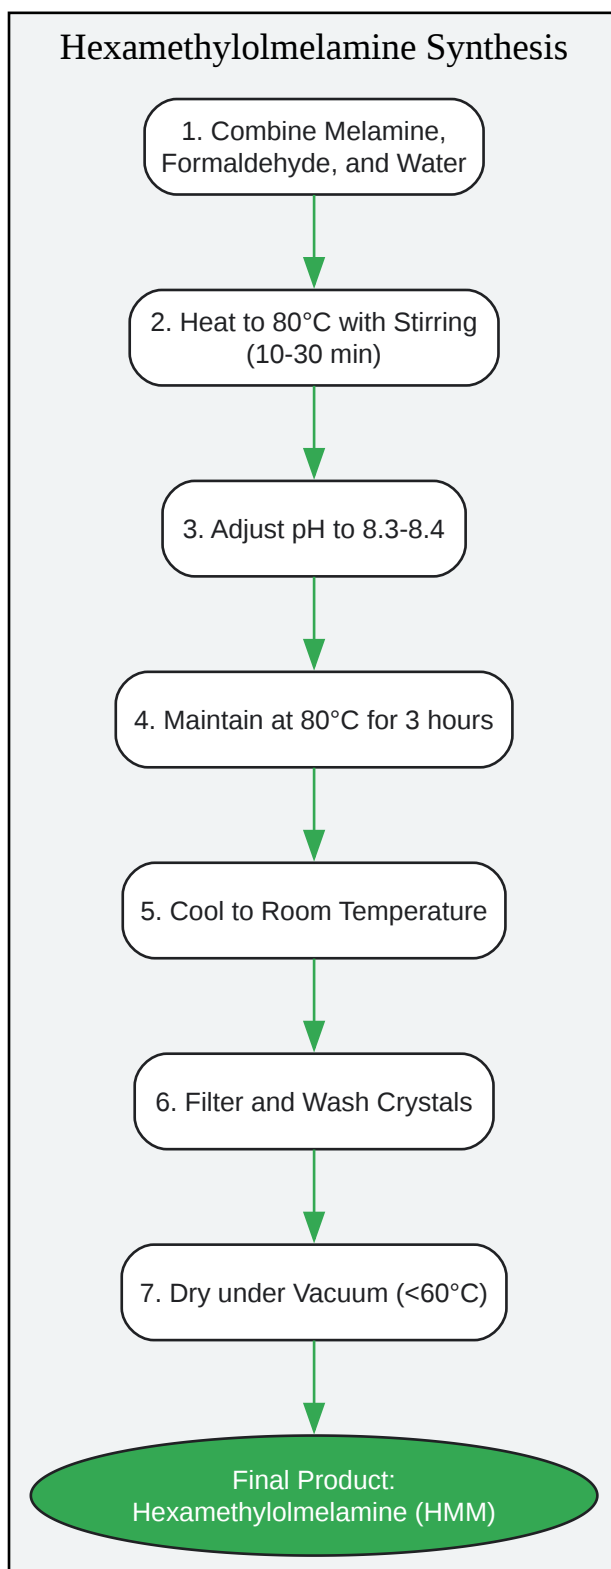 Hexamethylolmelamine Synthesis
1. Combine Melamine,
Formaldehyde, and Water
2. Heat to 80°C with Stirring
(10-30 min)
3. Adjust pH to 8.3-8.4
4. Maintain at 80°C for 3 hours
5. Cool to Room Temperature
6. Filter and Wash Crystals
7. Dry under Vacuum (<60°C)
Final Product:
Hexamethylolmelamine (HMM)